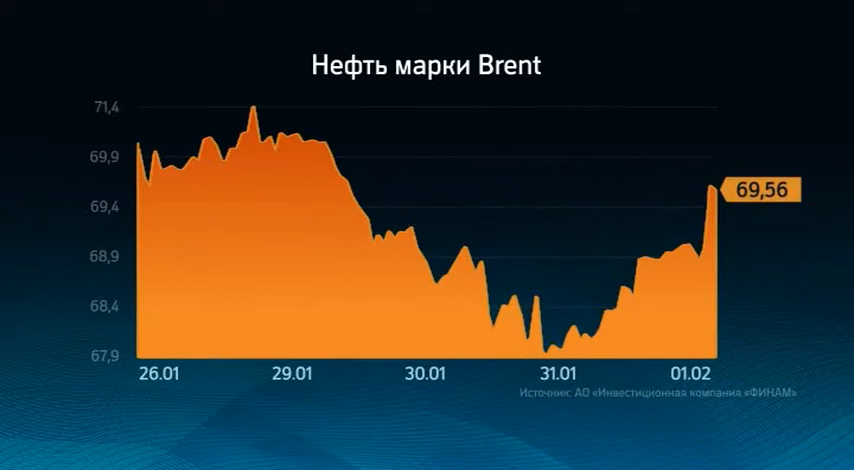 Нефть марки Brent
71,4
69,9
69,4
69,56
68,9
68,4
67,9
26.01 29.01 30.01 31.01 01.02
Источник: АО «Инвестиционная компания «ФИНАМ»